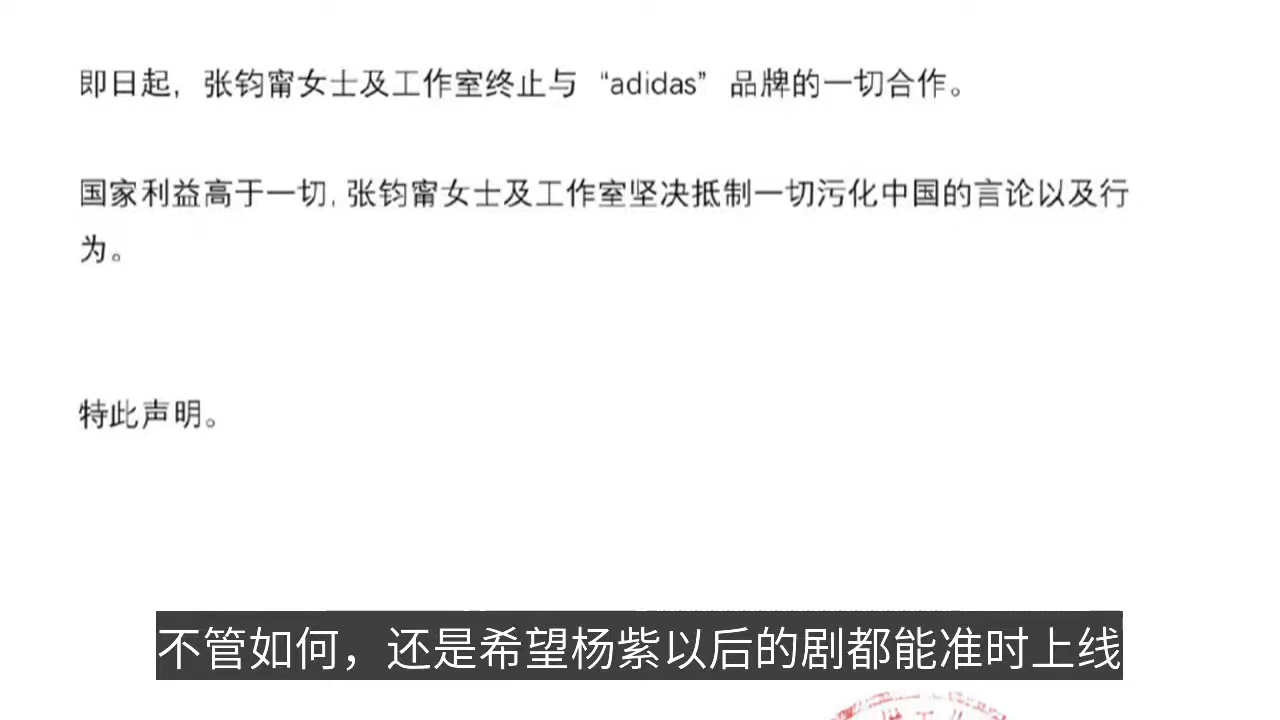 即日起，张钧甯女士及工作室终止与“adidas”品牌的一切合作。
国家利益高于一切，张钧甯女士及工作室坚决抵制一切污化中国的言论以及行
为。
特此声明。
不管如何，还是希望杨紫以后的剧都能准时上线